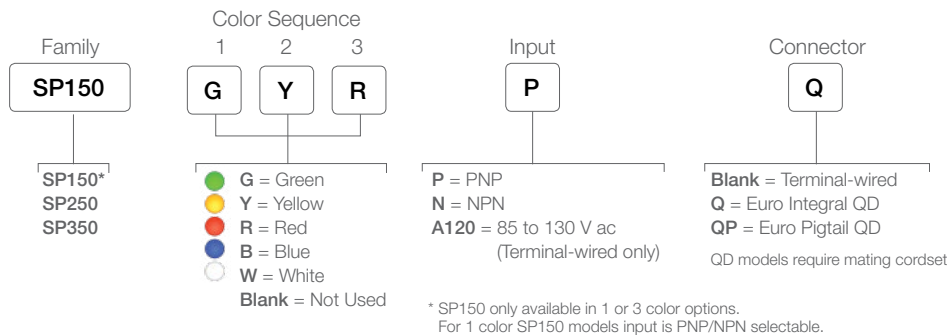 Color Sequence
Family 1 2 3 Input Connector
SP150 G Y R P Q
SP150*
SP250
SP350
G = Green
Y = Yellow
R = Red
B = Blue
W = White
Blank = Not Used
P = PNP
N = NPN
A120 = 85 to 130 V ac
(Terminal-wired only)
Blank = Terminal-wired
Q = Euro Integral QD
QP = Euro Pigtail QD
QD models require mating cordset
* SP150 only available in 1 or 3 color options.
For 1 color SP150 models input is PNP/NPN selectable.